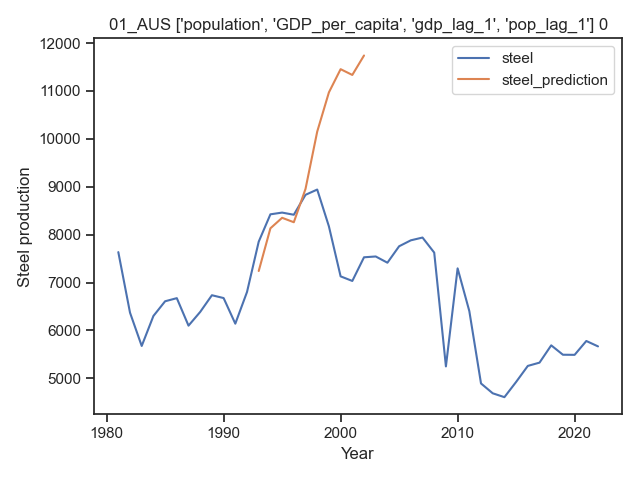 01_AUS ['population', 'GDP_per_capita', 'gdp_lag_1', 'pop_lag_1'] 0
12000
11000
10000
9000
8000
7000
6000
5000
Steel production
steel
steel_prediction
1980 1990 2000 2010 2020
Year